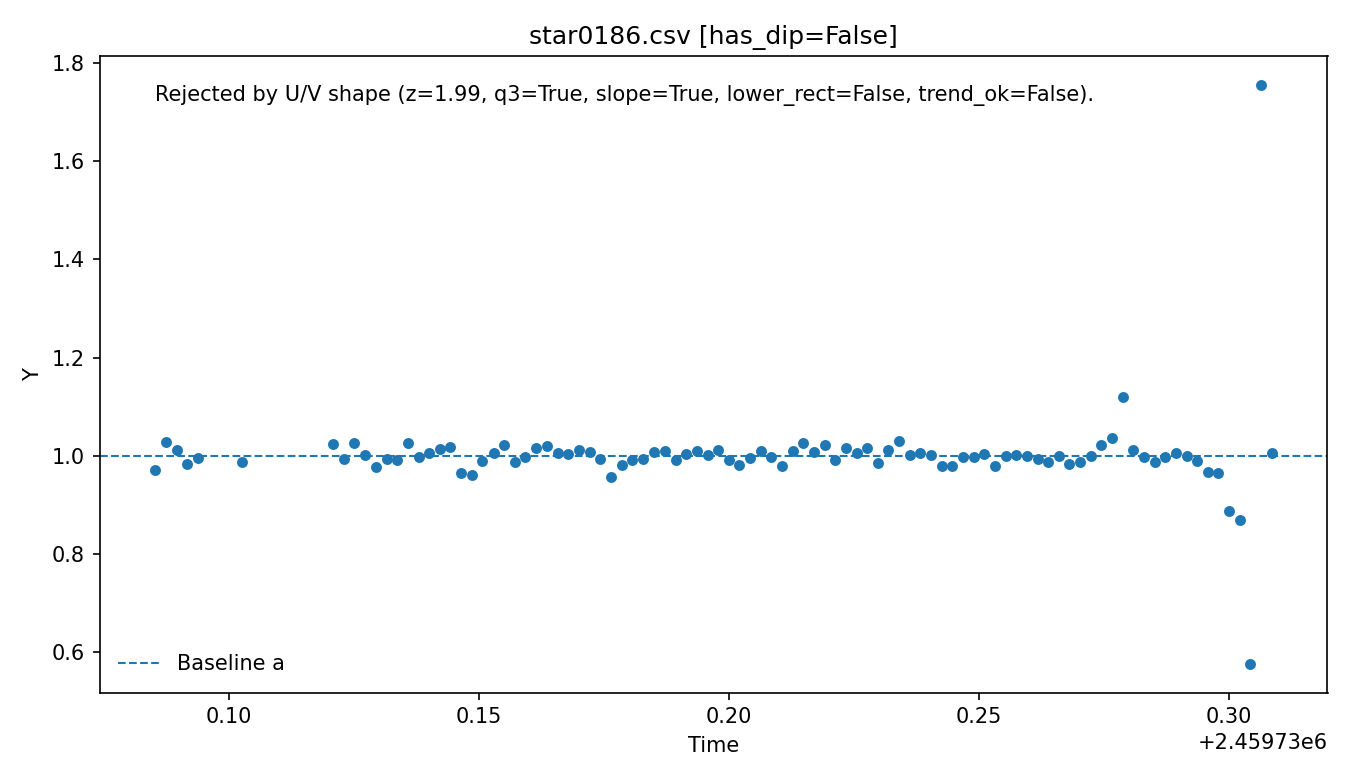 star0186.csv [has_dip=False]
Rejected by U/V shape (z=1.99, q3=True, slope=True, lower_rect=False, trend_ok=False).
1.8
1.6
1.4
1.2
1.0
0.8
0.6
Y
Baseline a
0.10
0.15
0.20
0.25
0.30
Time
+2.45973e6